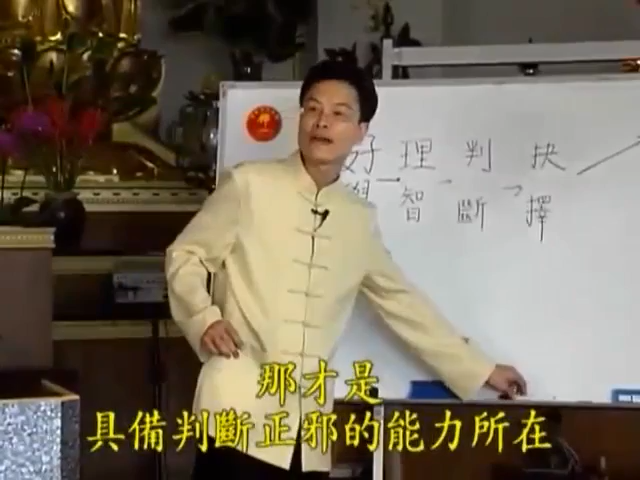 好 理 判 抉
學 → 智 → 斷 → 擇
那才是
具備判斷正邪的能力所在